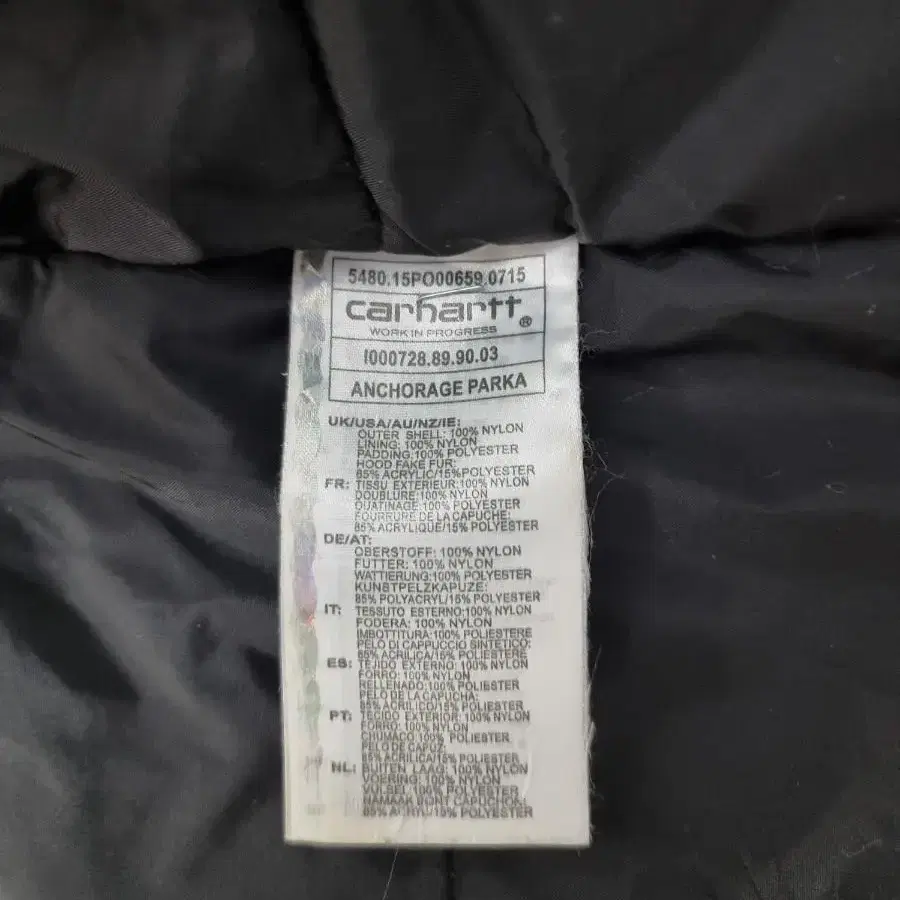 5480.15PO00659.0715
carhartt®
WORK IN PROGRESS
I000728.89.90.03
ANCHORAGE PARKA
UK/USA/AU/NZ/IE:
OUTER SHELL: 100% NYLON
LINING: 100% NYLON
PADDING: 100% POLYESTER
HOOD FAKE FUR:
85% ACRYLIC/15%POLYESTER
FR: TISSU EXTERIEUR: 100% NYLON
DOUBLURE: 100% NYLON
OUATINAGE: 100% POLYESTER
FOURRURE DE LA CAPUCHE:
85% ACRYLIQUE/15% POLYESTER
DE/AT:
OBERSTOFF: 100% NYLON
FUTTER: 100% NYLON
WATTIERUNG:100% POLYESTER
KUNSTPELZKAPUZE:
85% POLYACRYL/15% POLYESTER
IT: TESSUTO ESTERNO:100% NYLON
FODERA: 100% NYLON
IMBOTTITURA:100% POLIESTERE
PELO DI CAPPUCCIO SINTETICO:
85% ACRILICA/15% POLIESTERE
ES: TEJIDO EXTERNO: 100% NYLON
FORRO: 100% NYLON
RELLENADO:100% POLIESTER
PELO DE LA CAPUCHA:
85% ACRILICO/15% POLIESTER
PT: TECIDO EXTERIOR: 100% NYLON
FORRO: 100% NYLON
CHUMACO: 100% POLIESTER
PELO DE CAPUZ:
85% ACRILICA/15% POLIESTER
NL: BUITEN LAAG: 100% NYLON
VOERING: 100% NYLON
VULSEL: 100% POLYESTER
NAMAAK BONT CAPUCHON:
85% ACRYL/15% POLYESTER